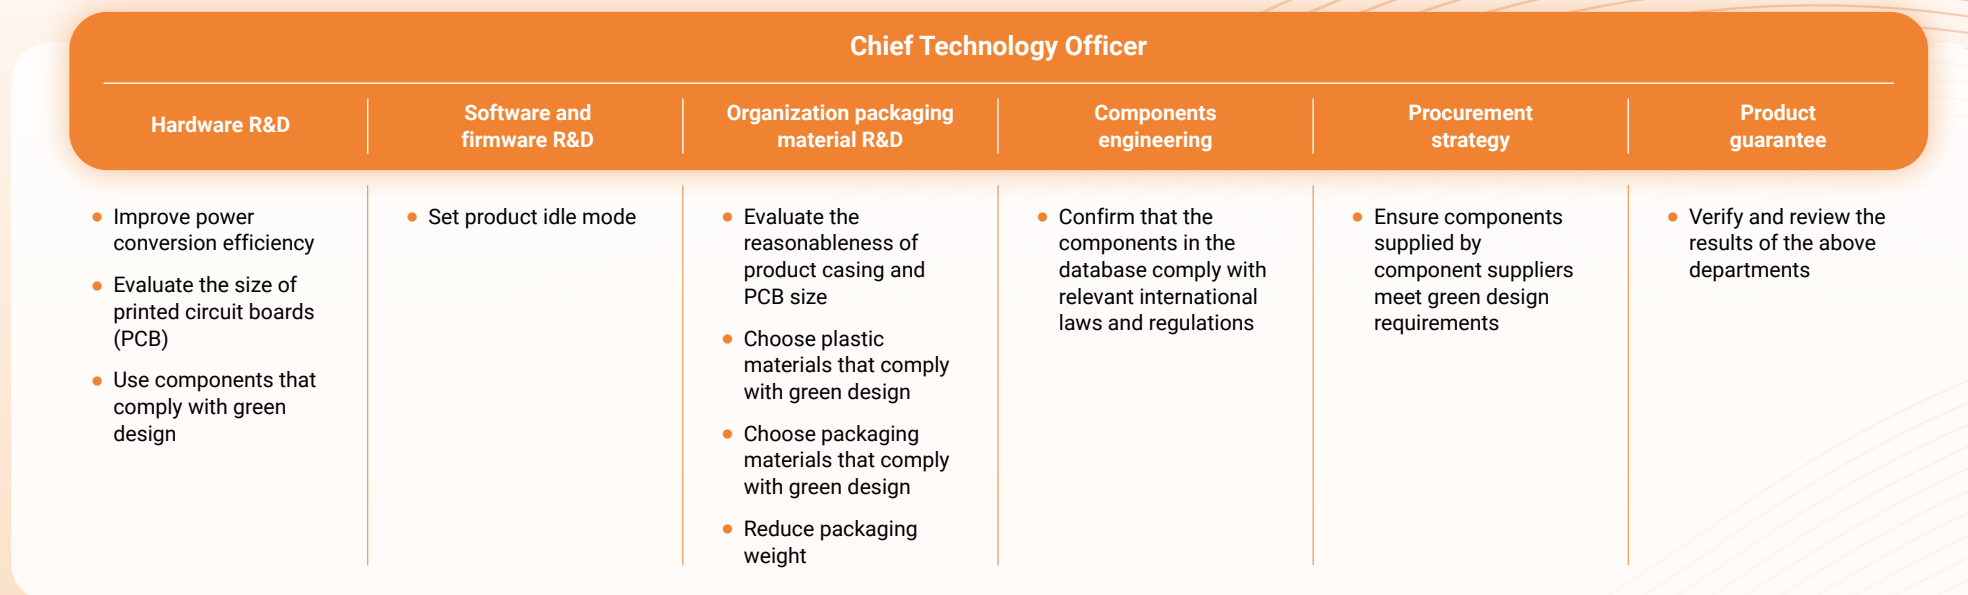 Chief Technology Officer
Hardware R&D
Software and
firmware R&D
Organization packaging
material R&D
Components
engineering
Procurement
strategy
Product
guarantee
• Improve power
conversion efficiency
• Evaluate the size of
printed circuit boards
(PCB)
• Use components that
comply with green
design
• Set product idle mode
• Evaluate the
reasonableness of
product casing and
PCB size
• Choose plastic
materials that comply
with green design
• Choose packaging
materials that comply
with green design
• Reduce packaging
weight
• Confirm that the
components in the
database comply with
relevant international
laws and regulations
• Ensure components
supplied by
component suppliers
meet green design
requirements
• Verify and review the
results of the above
departments